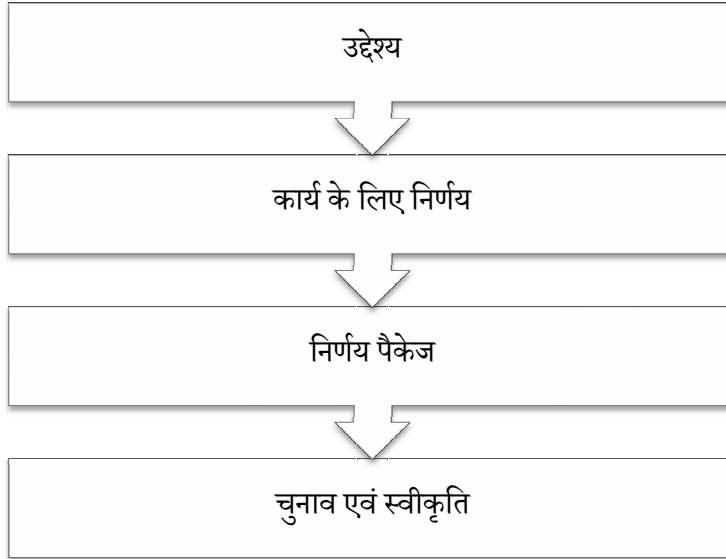 उद्देश्य
कार्य के लिए निर्णय
निर्णय पैकेज
चुनाव एवं स्वीकृति